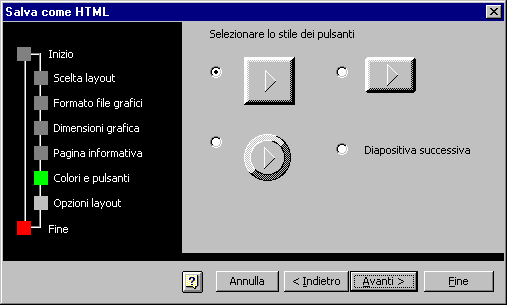 Salva come HTML
Selezionare lo stile dei pulsanti
Inizio
Scelta layout
Formato file grafici
Dimensioni grafica
Pagina informativa
Colori e pulsanti
Opzioni layout
Fine
Diapositiva successiva
?
Annulla
< Indietro
Avanti >
Fine